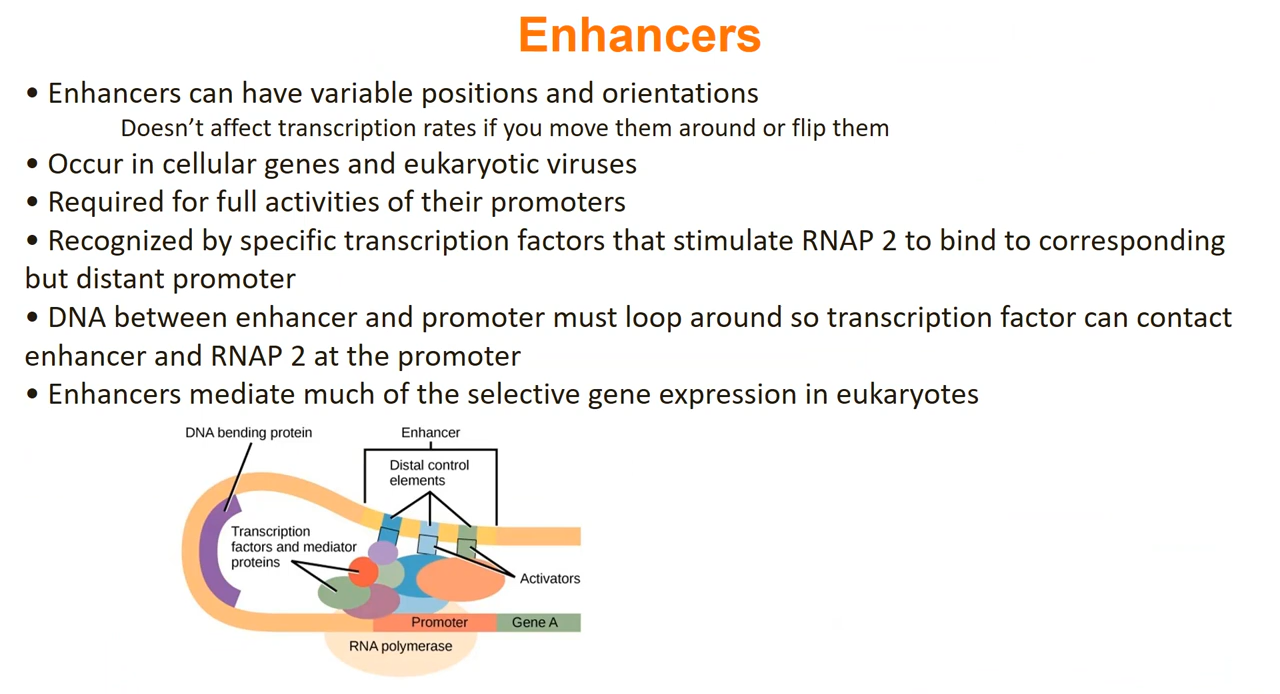 Enhancers
• Enhancers can have variable positions and orientations
Doesn’t affect transcription rates if you move them around or flip them
• Occur in cellular genes and eukaryotic viruses
• Required for full activities of their promoters
• Recognized by specific transcription factors that stimulate RNAP 2 to bind to corresponding
but distant promoter
• DNA between enhancer and promoter must loop around so transcription factor can contact
enhancer and RNAP 2 at the promoter
• Enhancers mediate much of the selective gene expression in eukaryotes
DNA bending protein
Enhancer
Distal control
elements
Transcription
factors and mediator
proteins
Activators
Promoter
Gene A
RNA polymerase